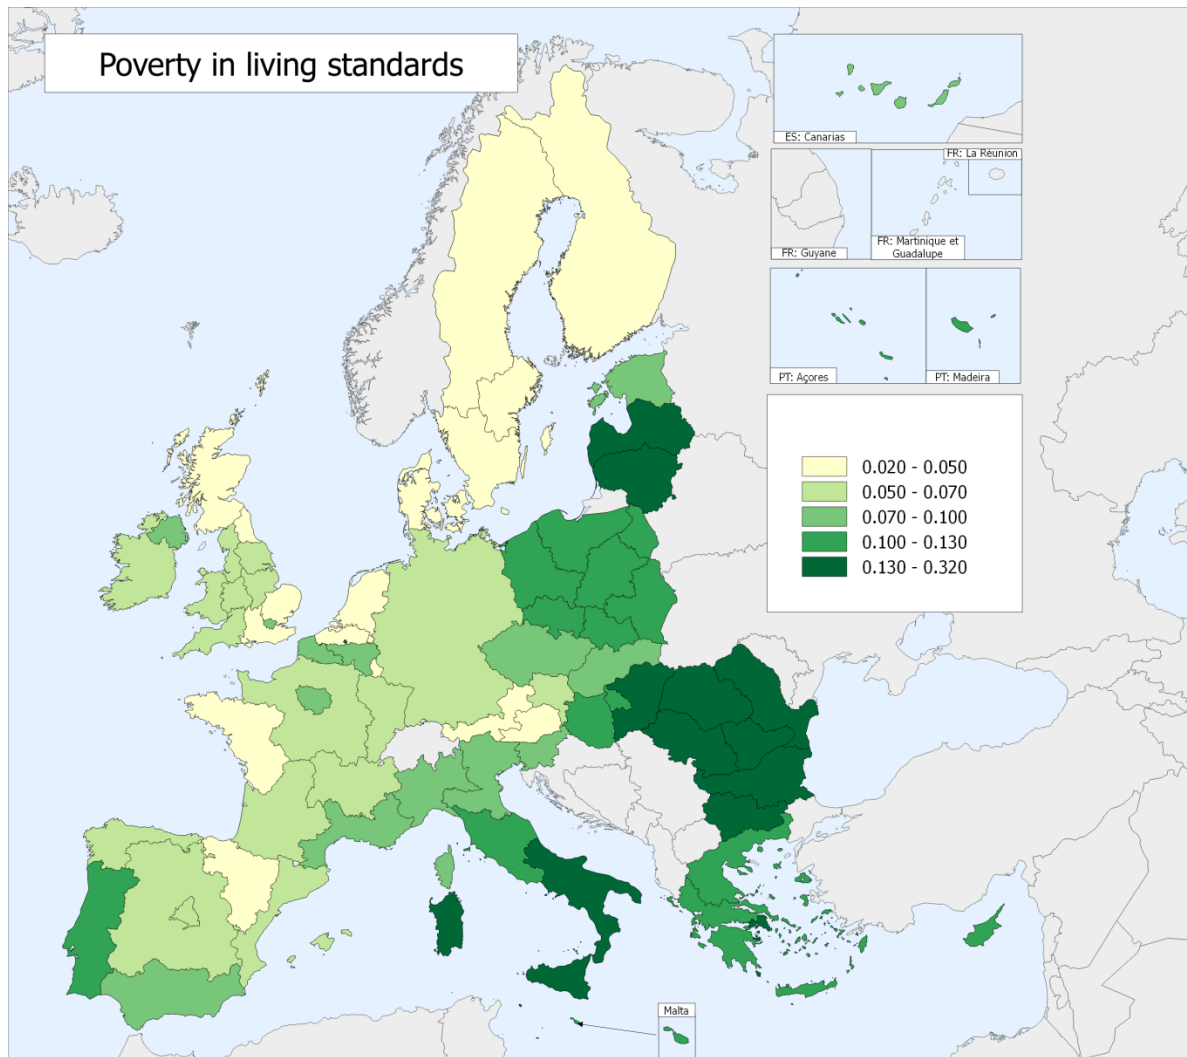 Poverty in living standards
ES: Canarias
FR: La Réunion
FR: Guyane
FR: Martinique et
Guadalupe
PT: Açores
PT: Madeira
0.020 - 0.050
0.050 - 0.070
0.070 - 0.100
0.100 - 0.130
0.130 - 0.320
Malta